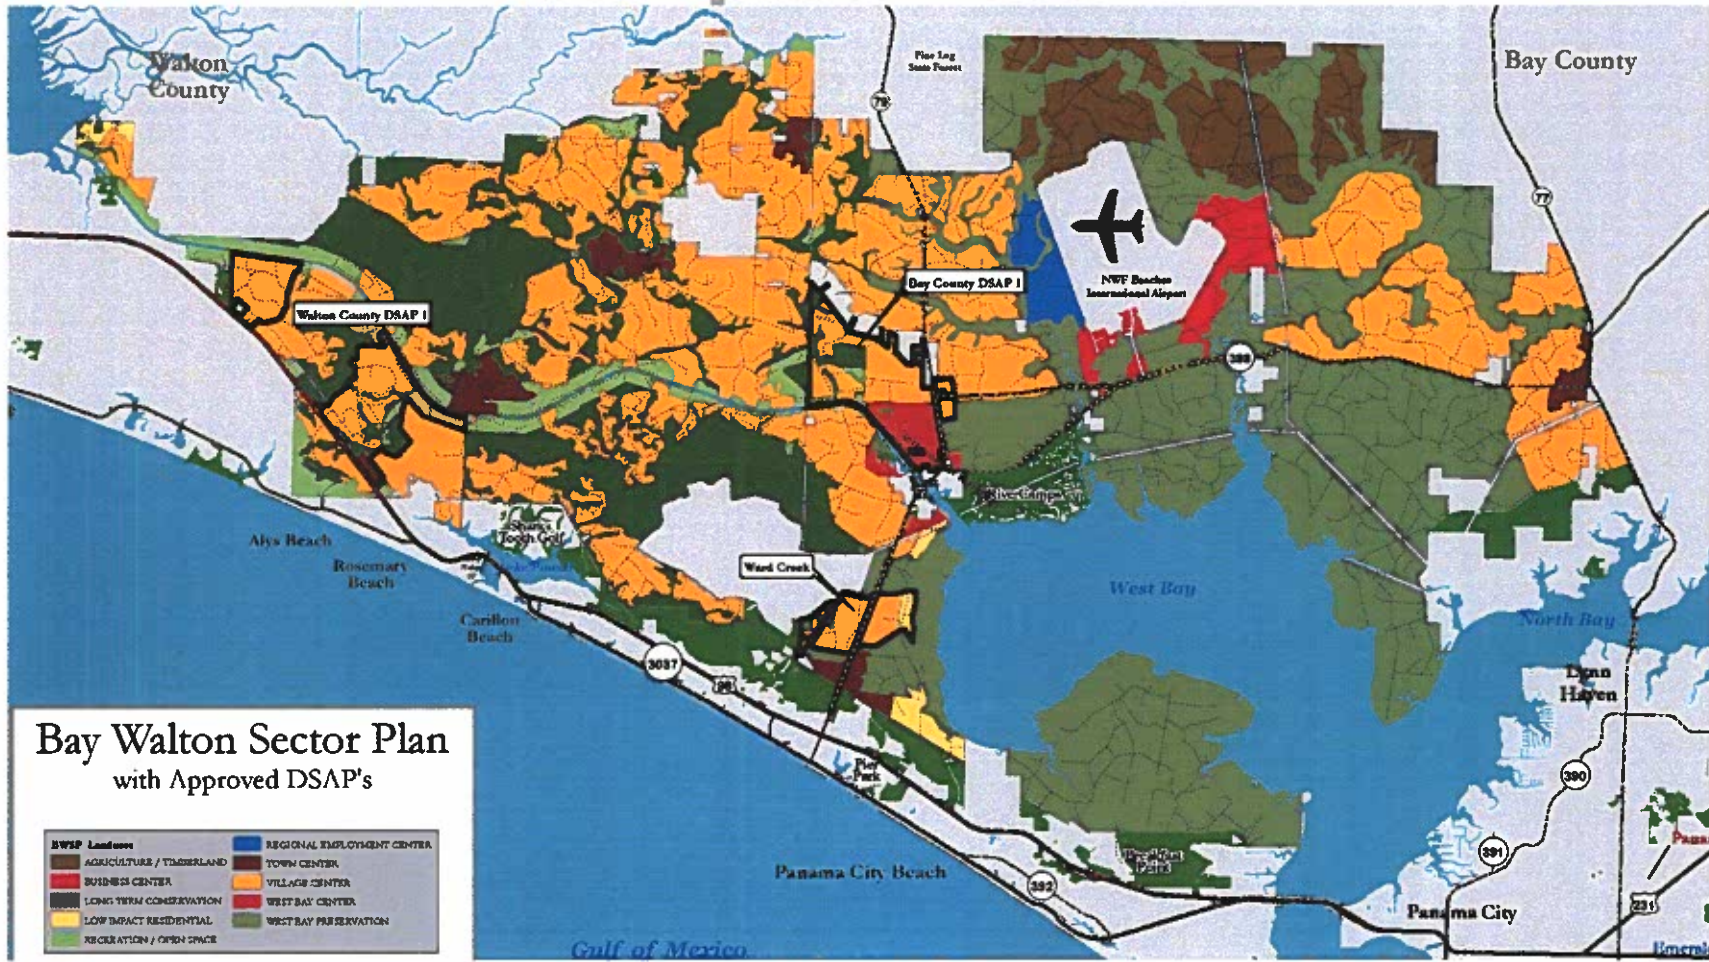 Walton
County
Pine Log
State Forest
Bay County
79
77
NWF Beaches
International Airport
Bay County DSAP 1
Walton County DSAP 1
388
RiverCamps
Shark's
Tooth Golf
Alys Beach
Rosemary
Beach
Ward Creek
West Bay
North Bay
Carillon
Beach
3037
98
Lynn
Haven
Pier
Park
390
391
Panama City Beach
392
Panama City
231
Gulf of Mexico
Bay Walton Sector Plan
with Approved DSAP's
BWSP Landuses
AGRICULTURE / TIMBERLAND
BUSINESS CENTER
LONG TERM CONSERVATION
LOW IMPACT RESIDENTIAL
RECREATION / OPEN SPACE
REGIONAL EMPLOYMENT CENTER
TOWN CENTER
VILLAGE CENTER
WEST BAY CENTER
WEST BAY PRESERVATION